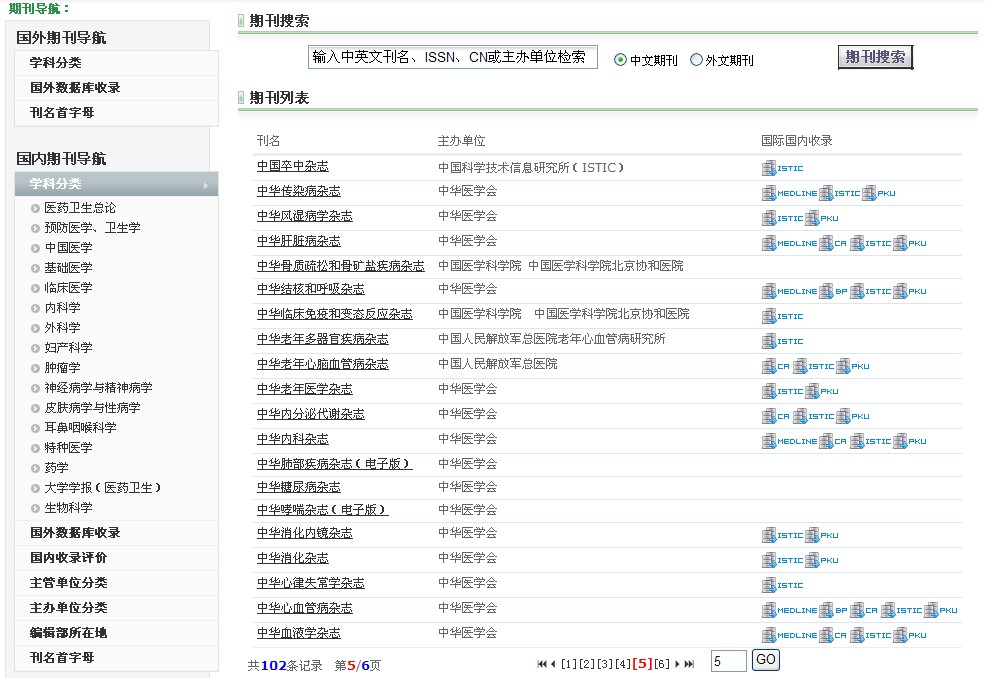 期刊导航：
国外期刊导航
学科分类
国外数据库收录
刊名首字母
国内期刊导航
学科分类
医药卫生总论
预防医学、卫生学
中国医学
基础医学
临床医学
内科学
外科学
妇产科学
肿瘤学
神经病学与精神病学
皮肤病学与性病学
耳鼻咽喉科学
特种医学
药学
大学学报（医药卫生）
生物科学
国外数据库收录
国内收录评价
主管单位分类
主办单位分类
编辑部所在地
刊名首字母
期刊搜索
输入中英文刊名、ISSN、CN或主办单位检索 中文期刊 外文期刊 期刊搜索
期刊列表
刊名 主办单位 国际国内收录
中国卒中杂志 中国科学技术信息研究所（ISTIC） ISTIC
中华传染病杂志 中华医学会 MEDLINE ISTIC PKU
中华风湿病学杂志 中华医学会 ISTIC PKU
中华肝脏病杂志 中华医学会 MEDLINE CA ISTIC PKU
中华骨质疏松和骨矿盐疾病杂志 中国医学科学院 中国医学科学院北京协和医院
中华结核和呼吸杂志 中华医学会 MEDLINE BP ISTIC PKU
中华临床免疫和变态反应杂志 中国医学科学院 中国医学科学院北京协和医院 ISTIC
中华老年多器官疾病杂志 中国人民解放军总医院老年心血管病研究所 ISTIC
中华老年心脑血管病杂志 中国人民解放军总医院 CA ISTIC PKU
中华老年医学杂志 中华医学会 ISTIC PKU
中华内分泌代谢杂志 中华医学会 CA ISTIC PKU
中华内科杂志 中华医学会 MEDLINE CA ISTIC PKU
中华肺部疾病杂志（电子版） 中华医学会
中华糖尿病杂志 中华医学会
中华哮喘杂志（电子版） 中华医学会
中华消化内镜杂志 中华医学会 ISTIC PKU
中华消化杂志 中华医学会 ISTIC PKU
中华心律失常学杂志 中华医学会 ISTIC
中华心血管病杂志 中华医学会 MEDLINE BP CA ISTIC PKU
中华血液学杂志 中华医学会 MEDLINE CA ISTIC PKU
共102条记录 第5/6页 [1][2][3][4][5][6] 5 GO